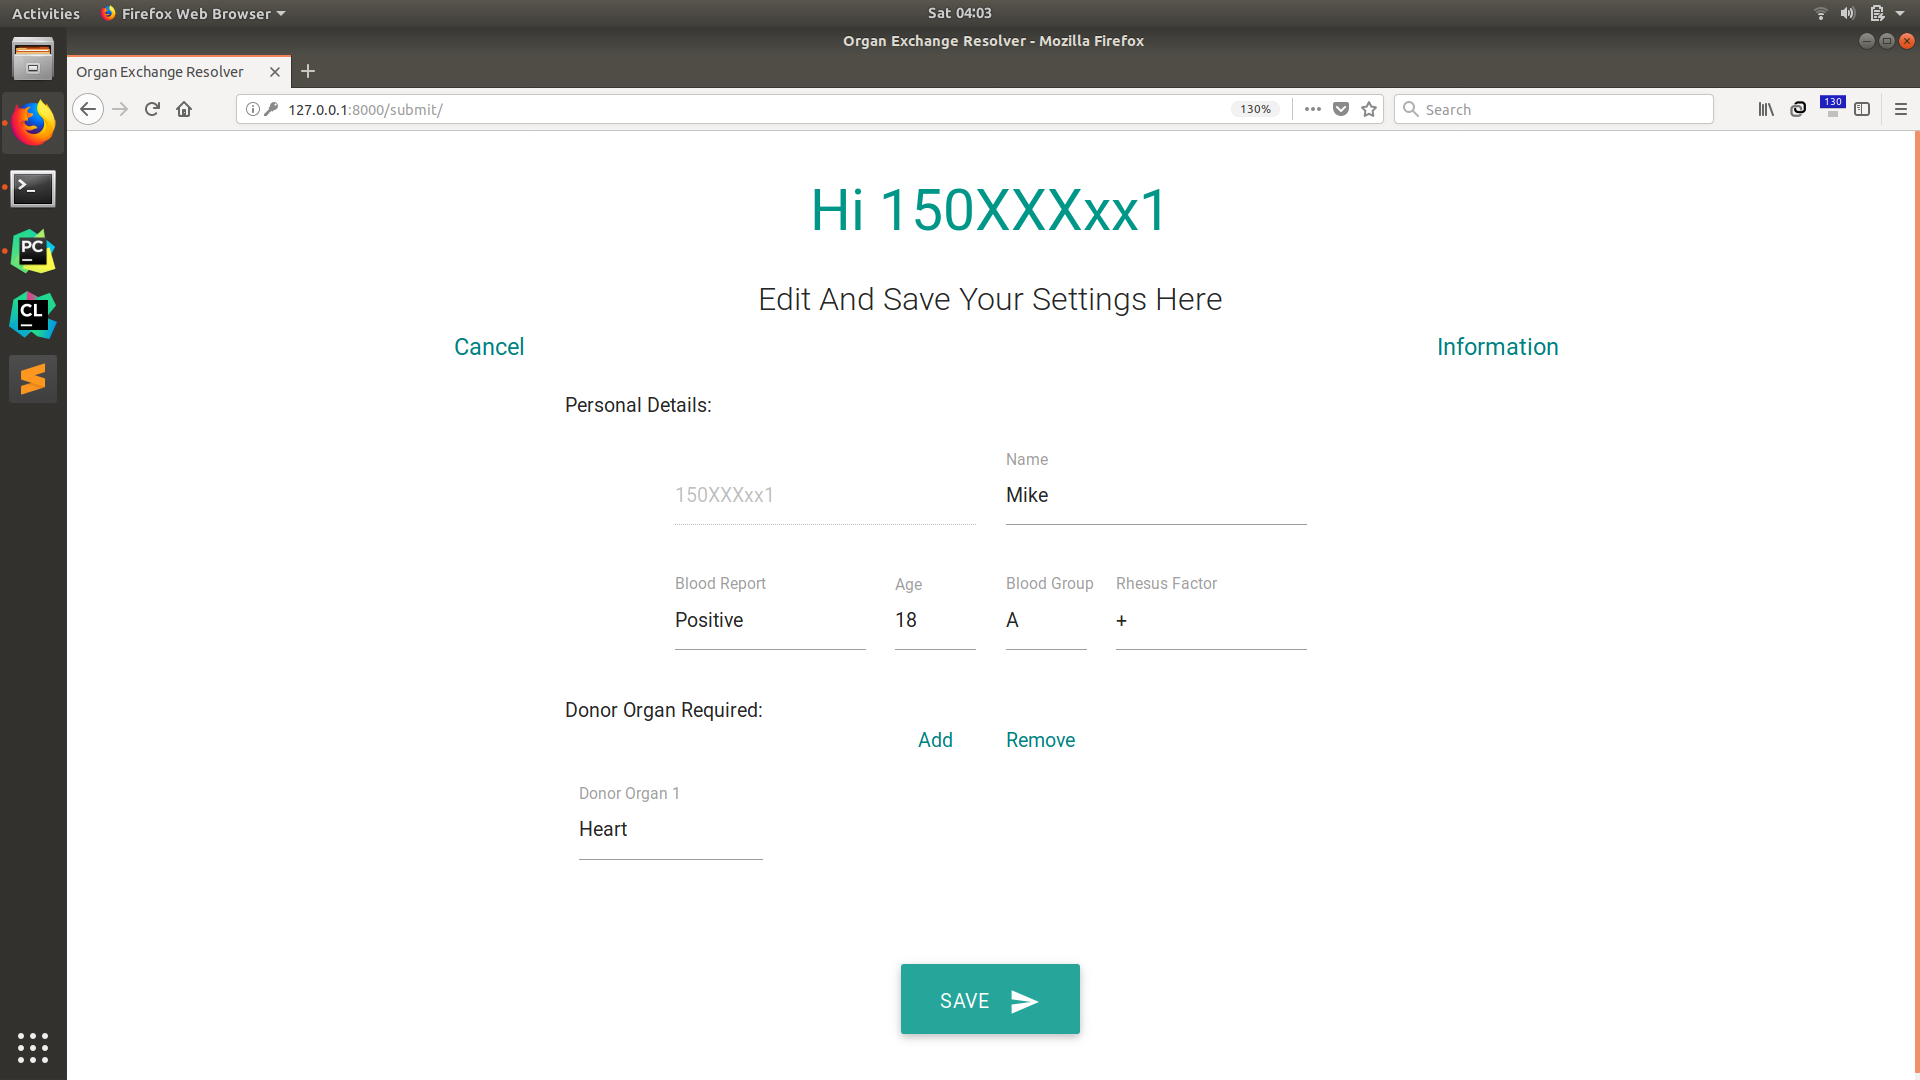 Activities Firefox Web Browser Sat 04:03
Organ Exchange Resolver - Mozilla Firefox
Organ Exchange Resolver
127.0.0.1:8000/submit/ 130% Search 130
PC
CL
Hi 150XXXxx1
Edit And Save Your Settings Here
Cancel Information
Personal Details:
Name
150XXXxx1 Mike
Blood Report Age Blood Group Rhesus Factor
Positive 18 A +
Donor Organ Required:
Add Remove
Donor Organ 1
Heart
SAVE